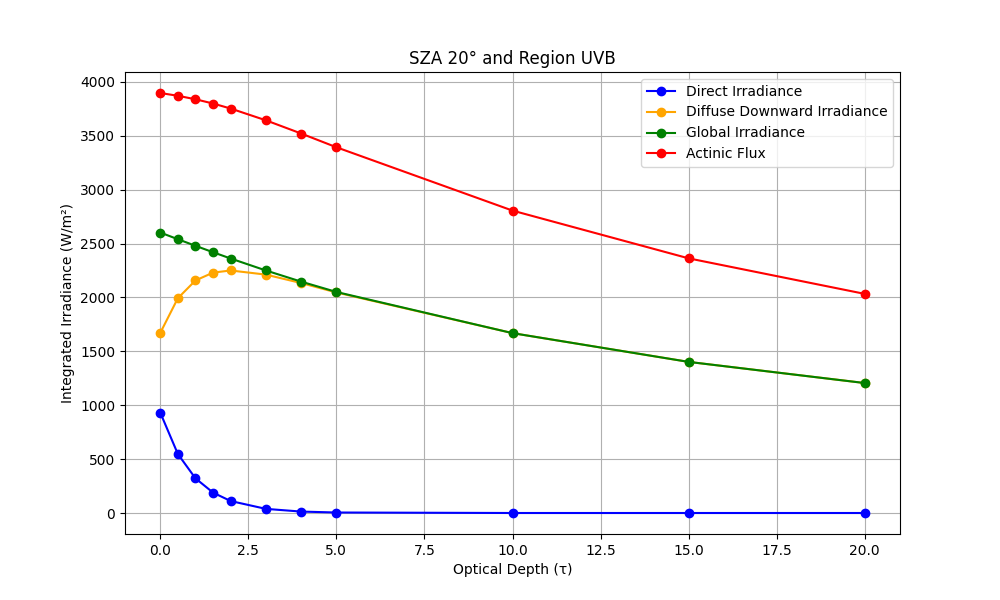 SZA 20° and Region UVB
Direct Irradiance
Diffuse Downward Irradiance
Global Irradiance
Actinic Flux
Integrated Irradiance (W/m²)
4000
3500
3000
2500
2000
1500
1000
500
0
0.0 2.5 5.0 7.5 10.0 12.5 15.0 17.5 20.0
Optical Depth (τ)